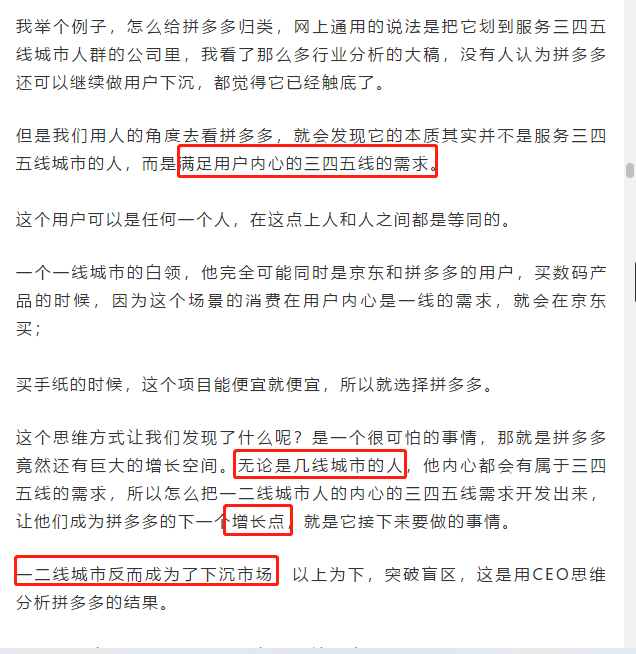 我举个例子，怎么给拼多多归类，网上通用的说法是把它划到服务三四五
线城市人群的公司里，我看了那么多行业分析的大稿，没有人认为拼多多
还可以继续做用户下沉，都觉得它已经触底了。
但是我们用人的角度去看拼多多，就会发现它的本质其实并不是服务三四
五线城市的人，而是满足用户内心的三四五线的需求。
这个用户可以是任何一个人，在这点上人和人之间都是等同的。
一个一线城市的白领，他完全可能同时是京东和拼多多的用户，买数码产
品的时候，因为这个场景的消费在用户内心是一线的需求，就会在京东
买；
买手纸的时候，这个项目能便宜就便宜，所以就选择拼多多。
这个思维方式让我们发现了什么呢？是一个很可怕的事情，那就是拼多多
竟然还有巨大的增长空间。无论是几线城市的人，他内心都会有属于三四
五线的需求，所以怎么把一二线城市人的内心的三四五线需求开发出来，
让他们成为拼多多的下一个增长点，就是它接下来要做的事情。
一二线城市反而成为了下沉市场 以上为下，突破盲区，这是用CEO思维
分析拼多多的结果。